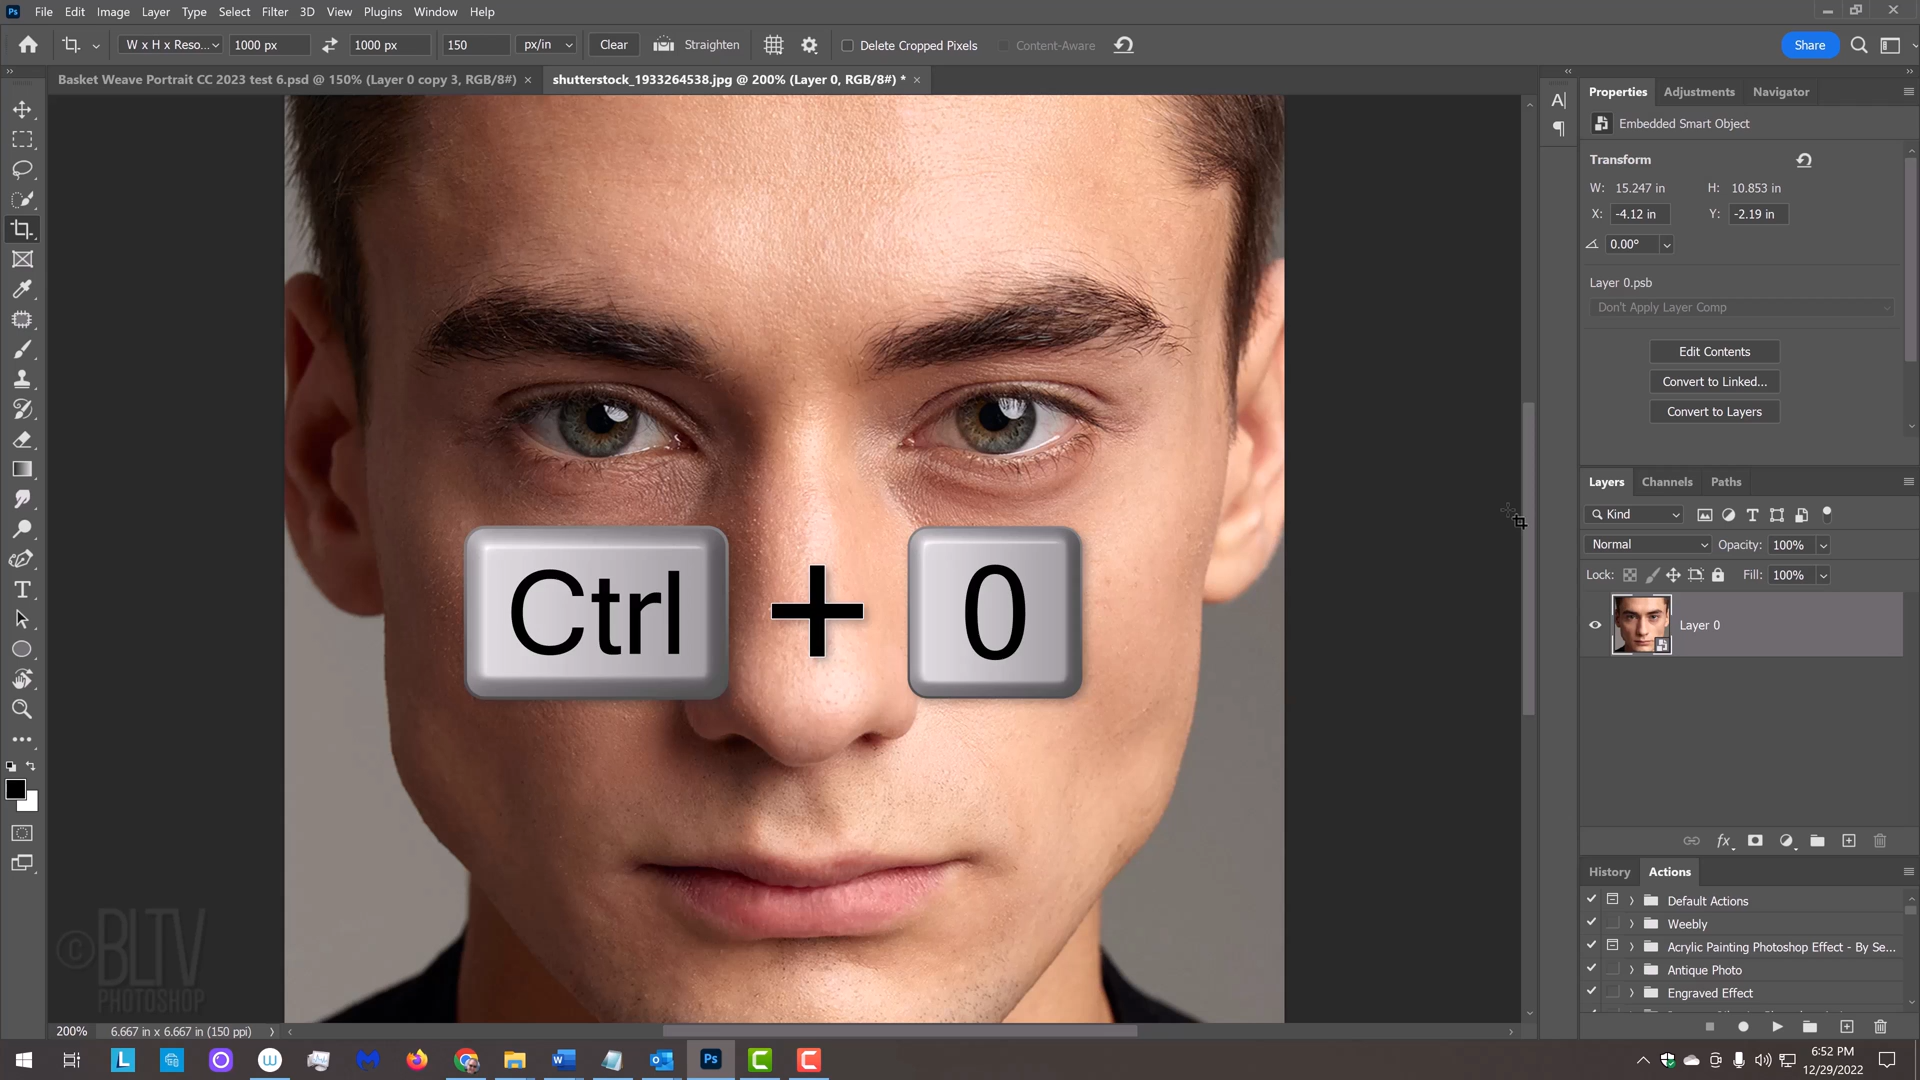 Ps File Edit Image Layer Type Select Filter 3D View Plugins Window Help
W x H x Reso... 1000 px 1000 px 150 px/in Clear Straighten Delete Cropped Pixels Content-Aware Share
Basket Weave Portrait CC 2023 test 6.psd @ 150% (Layer 0 copy 3, RGB/8#) × shutterstock_1933264538.jpg @ 200% (Layer 0, RGB/8#) * ×
Properties Adjustments Navigator
Embedded Smart Object
Transform
W: 15.247 in H: 10.853 in
X: -4.12 in Y: -2.19 in
0.00°
Layer 0.psb
Don't Apply Layer Comp
Edit Contents
Convert to Linked...
Convert to Layers
Layers Channels Paths
Kind
Normal Opacity: 100%
Lock: Fill: 100%
Layer 0
Ctrl + 0
fx
History Actions
Default Actions
Weebly
Acrylic Painting Photoshop Effect - By Se...
Antique Photo
Engraved Effect
© BLTV
PHOTOSHOP
200% 6.667 in x 6.667 in (150 ppi)
6:52 PM
12/29/2022